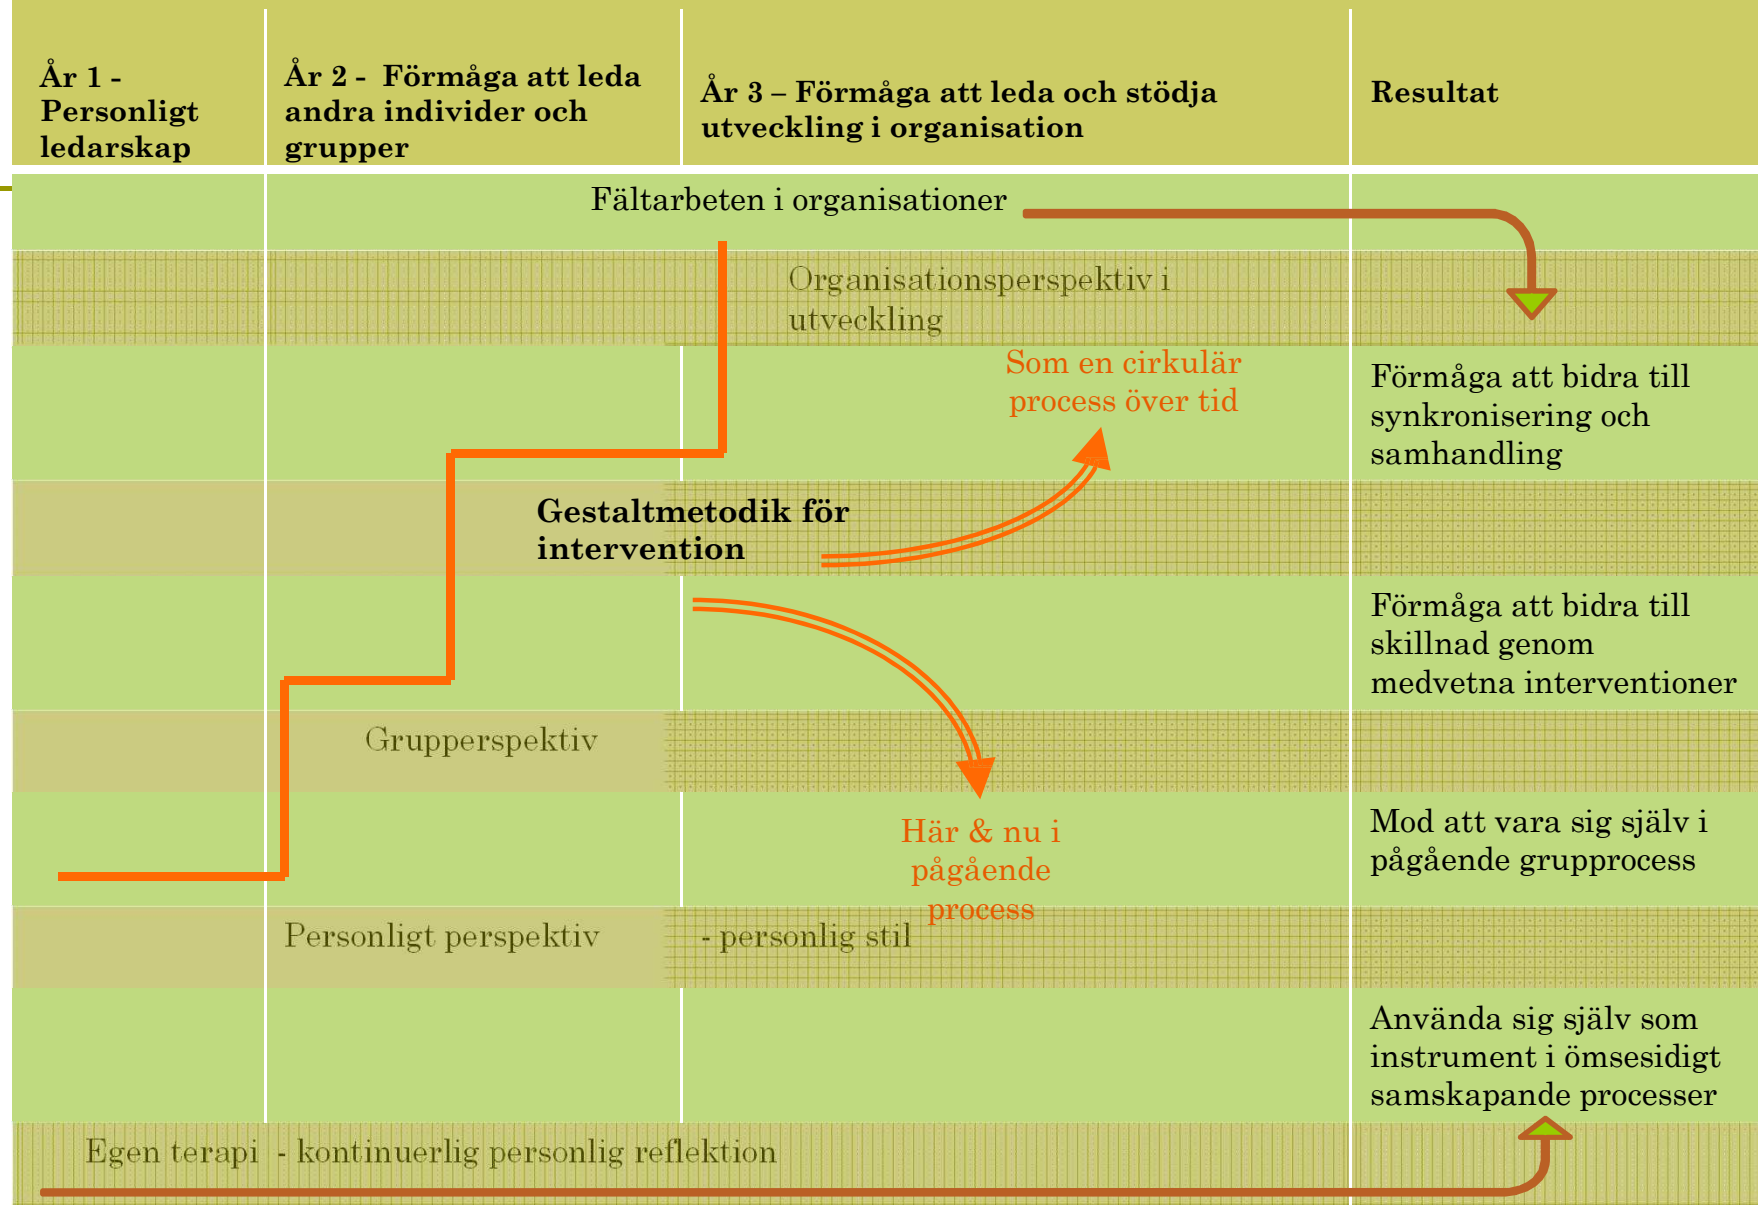 År 1 -
Personligt
ledarskap
År 2 - Förmåga att leda
andra individer och
grupper
År 3 – Förmåga att leda och stödja
utveckling i organisation
Resultat
Fältarbeten i organisationer
Organisationsperspektiv i
utveckling
Som en cirkulär
process över tid
Förmåga att bidra till
synkronisering och
samhandling
Gestaltmetodik för
intervention
Förmåga att bidra till
skillnad genom
medvetna interventioner
Grupperspektiv
Här & nu i
pågående
process
Mod att vara sig själv i
pågående grupprocess
Personligt perspektiv
- personlig stil
Använda sig själv som
instrument i ömsesidigt
samskapande processer
Egen terapi - kontinuerlig personlig reflektion